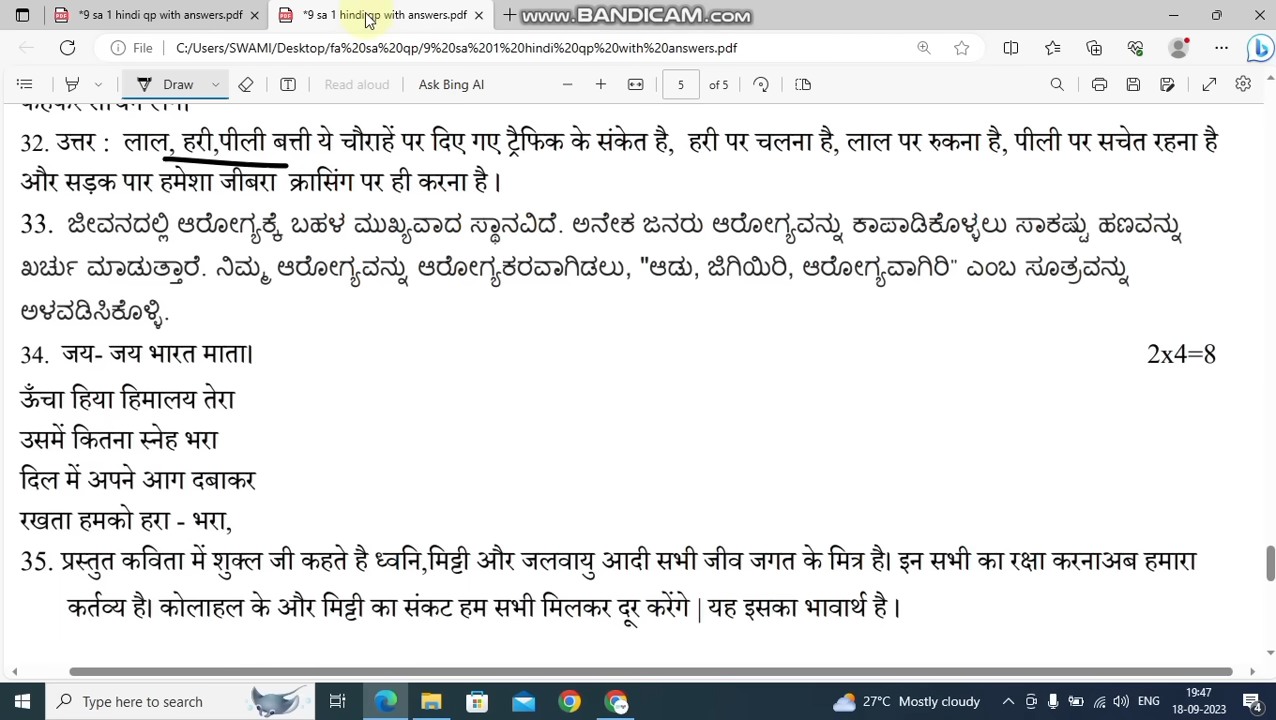 *9 sa 1 hindi qp with answers.pdf
*9 sa 1 hindi qp with answers.pdf
www.BANDICAM.com
File C:/Users/SWAMI/Desktop/fa%20sa%20qp/9%20sa%201%20hindi%20qp%20with%20answers.pdf
Draw Read aloud Ask Bing AI 5 of 5
32. उत्तर : लाल, हरी,पीली बत्ती ये चौराहें पर दिए गए ट्रैफिक के संकेत है, हरी पर चलना है, लाल पर रुकना है, पीली पर सचेत रहना है
और सड़क पार हमेशा जीबरा क्रासिंग पर ही करना है ।
33. ಜೀವನದಲ್ಲಿ ಆರೋಗ್ಯಕ್ಕೆ ಬಹಳ ಮುಖ್ಯವಾದ ಸ್ಥಾನವಿದೆ. ಅನೇಕ ಜನರು ಆರೋಗ್ಯವನ್ನು ಕಾಪಾಡಿಕೊಳ್ಳಲು ಸಾಕಷ್ಟು ಹಣವನ್ನು
ಖರ್ಚು ಮಾಡುತ್ತಾರೆ. ನಿಮ್ಮ ಆರೋಗ್ಯವನ್ನು ಆರೋಗ್ಯಕರವಾಗಿಡಲು, "ಆಡು, ಜಿಗಿಯಿರಿ, ಆರೋಗ್ಯವಾಗಿರಿ" ಎಂಬ ಸೂತ್ರವನ್ನು
ಅಳವಡಿಸಿಕೊಳ್ಳಿ.
34. जय- जय भारत माता। 2x4=8
ऊँचा हिया हिमालय तेरा
उसमें कितना स्नेह भरा
दिल में अपने आग दबाकर
रखता हमको हरा - भरा,
35. प्रस्तुत कविता में शुक्ल जी कहते है ध्वनि,मिट्टी और जलवायु आदी सभी जीव जगत के मित्र है। इन सभी का रक्षा करनाअब हमारा
कर्तव्य है। कोलाहल के और मिट्टी का संकट हम सभी मिलकर दूर करेंगे | यह इसका भावार्थ है ।
Type here to search 27°C Mostly cloudy ENG 19:47
18-09-2023 4